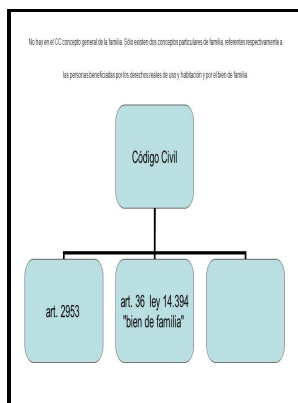 No hay en el CC concepto general de la familia. Sólo existen dos conceptos particulares de familia, referentes respectivamente a
las personas beneficiadas por los derechos reales de uso y habitación y por el bien de familia
Código Civil
art. 2953
art. 36 ley 14.394
"bien de familia"